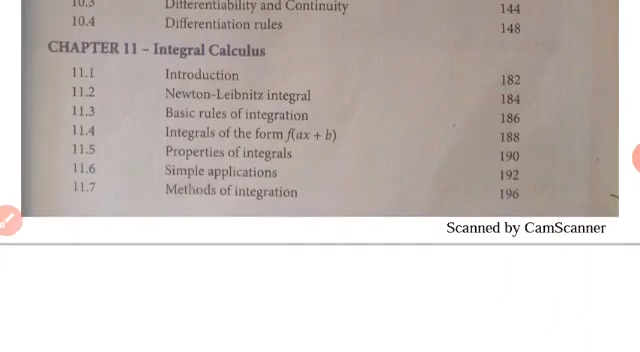 10.3 Differentiability and Continuity 144
10.4 Differentiation rules 148
CHAPTER 11 – Integral Calculus
11.1 Introduction 182
11.2 Newton-Leibnitz integral 184
11.3 Basic rules of integration 186
11.4 Integrals of the form f(ax + b) 188
11.5 Properties of integrals 190
11.6 Simple applications 192
11.7 Methods of integration 196
Scanned by CamScanner